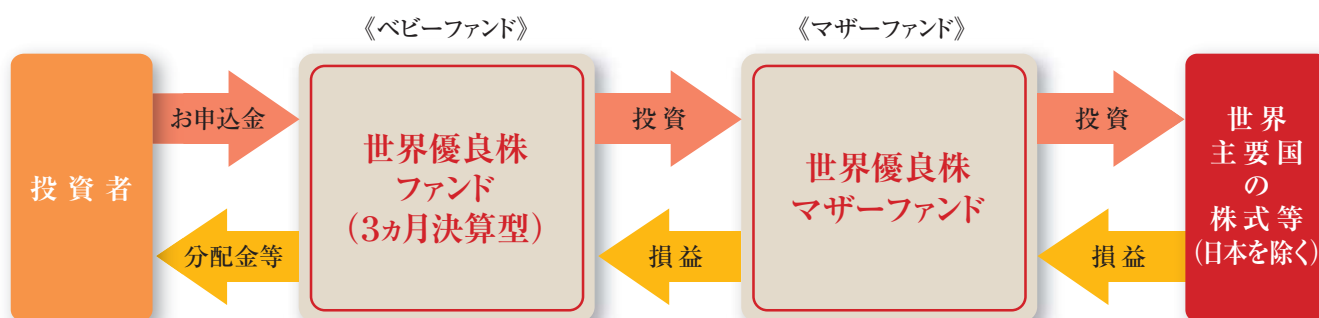 《ベビーファンド》
《マザーファンド》
投資者
お申込金
分配金等
世界優良株
ファンド
(3ヵ月決算型)
投資
損益
世界優良株
マザーファンド
投資
損益
世界
主要国
の
株式等
(日本を除く)